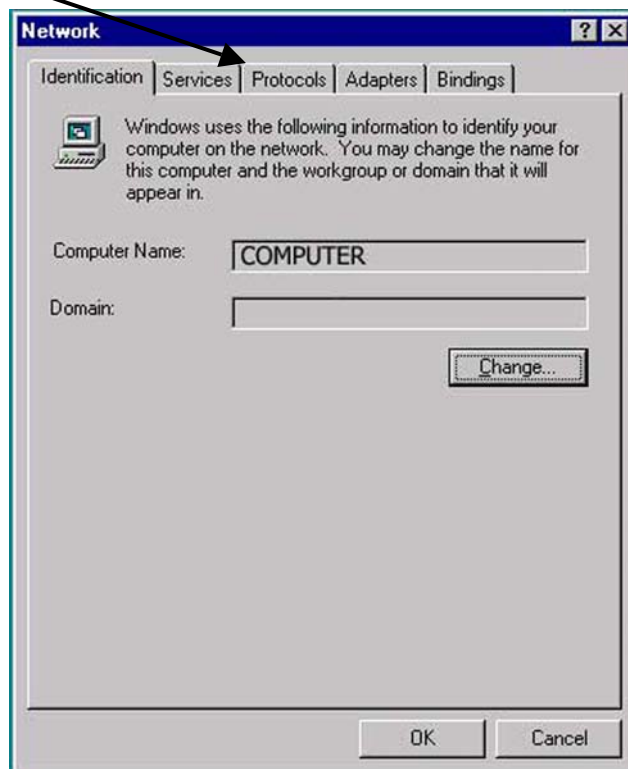 Network
Identification Services Protocols Adapters Bindings
Windows uses the following information to identify your
computer on the network. You may change the name for
this computer and the workgroup or domain that it will
appear in.
Computer Name: COMPUTER
Domain:
Change...
OK Cancel